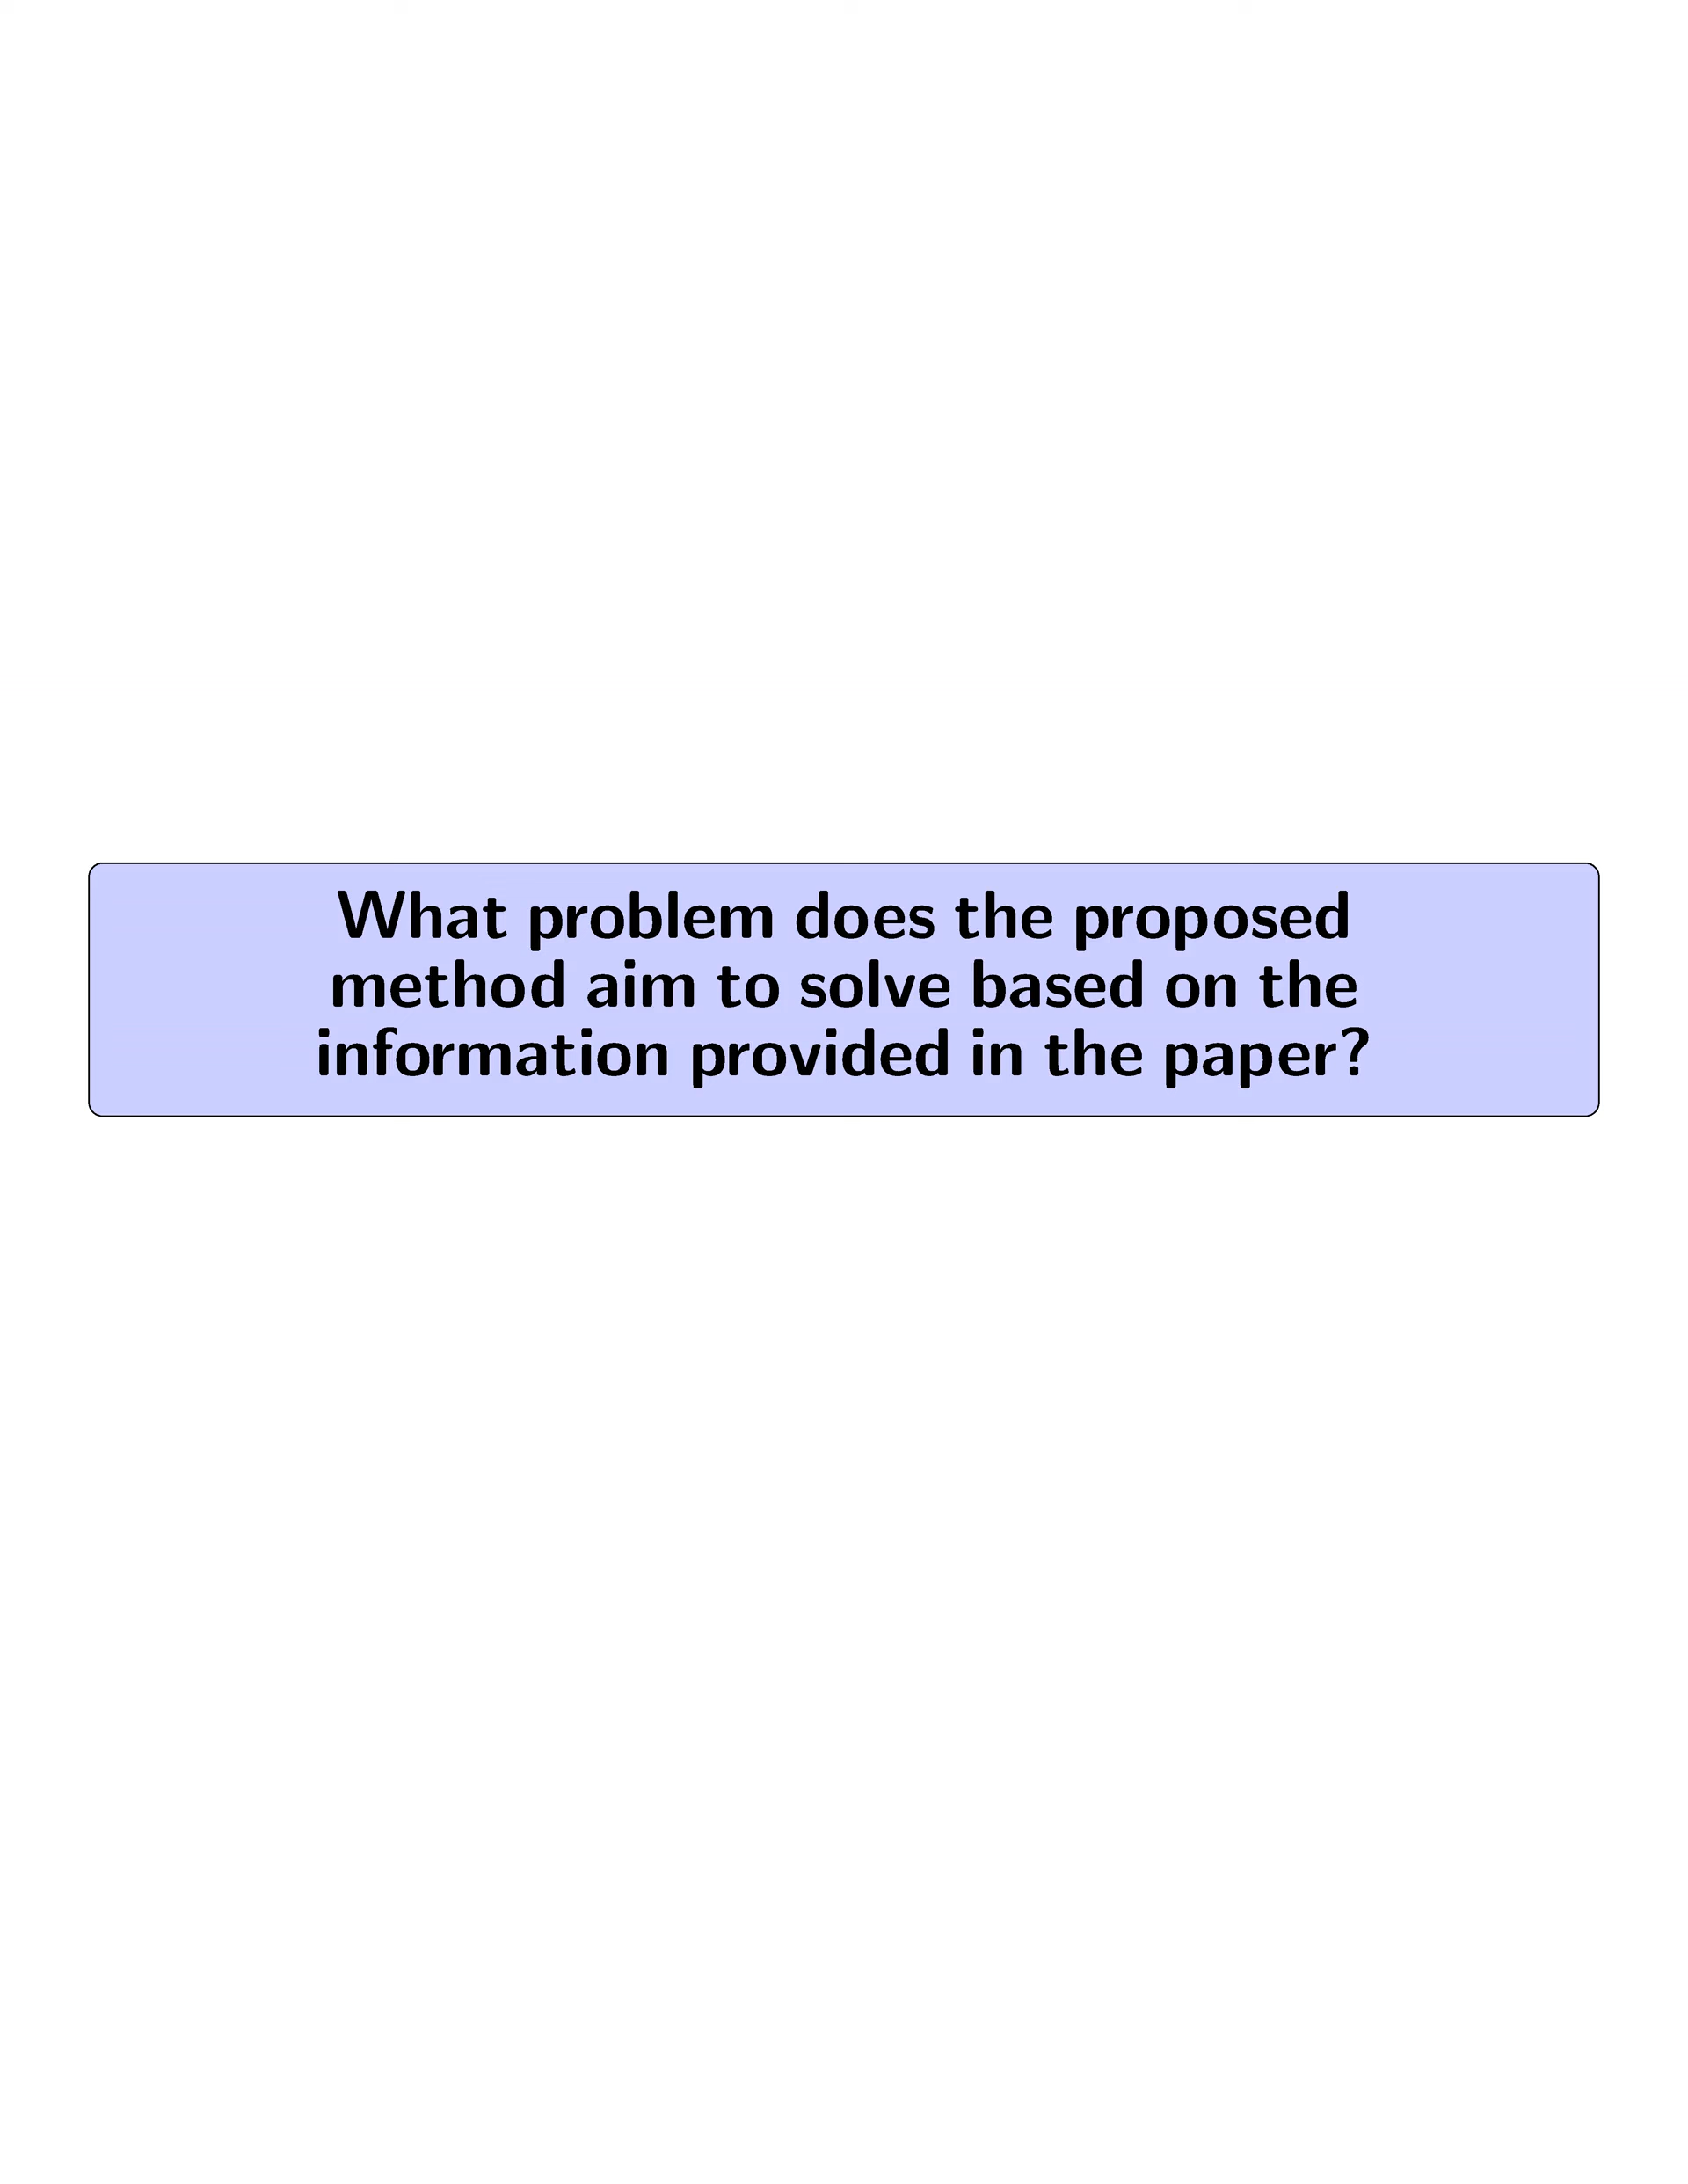 What problem does the proposed
method aim to solve based on the
information provided in the paper?